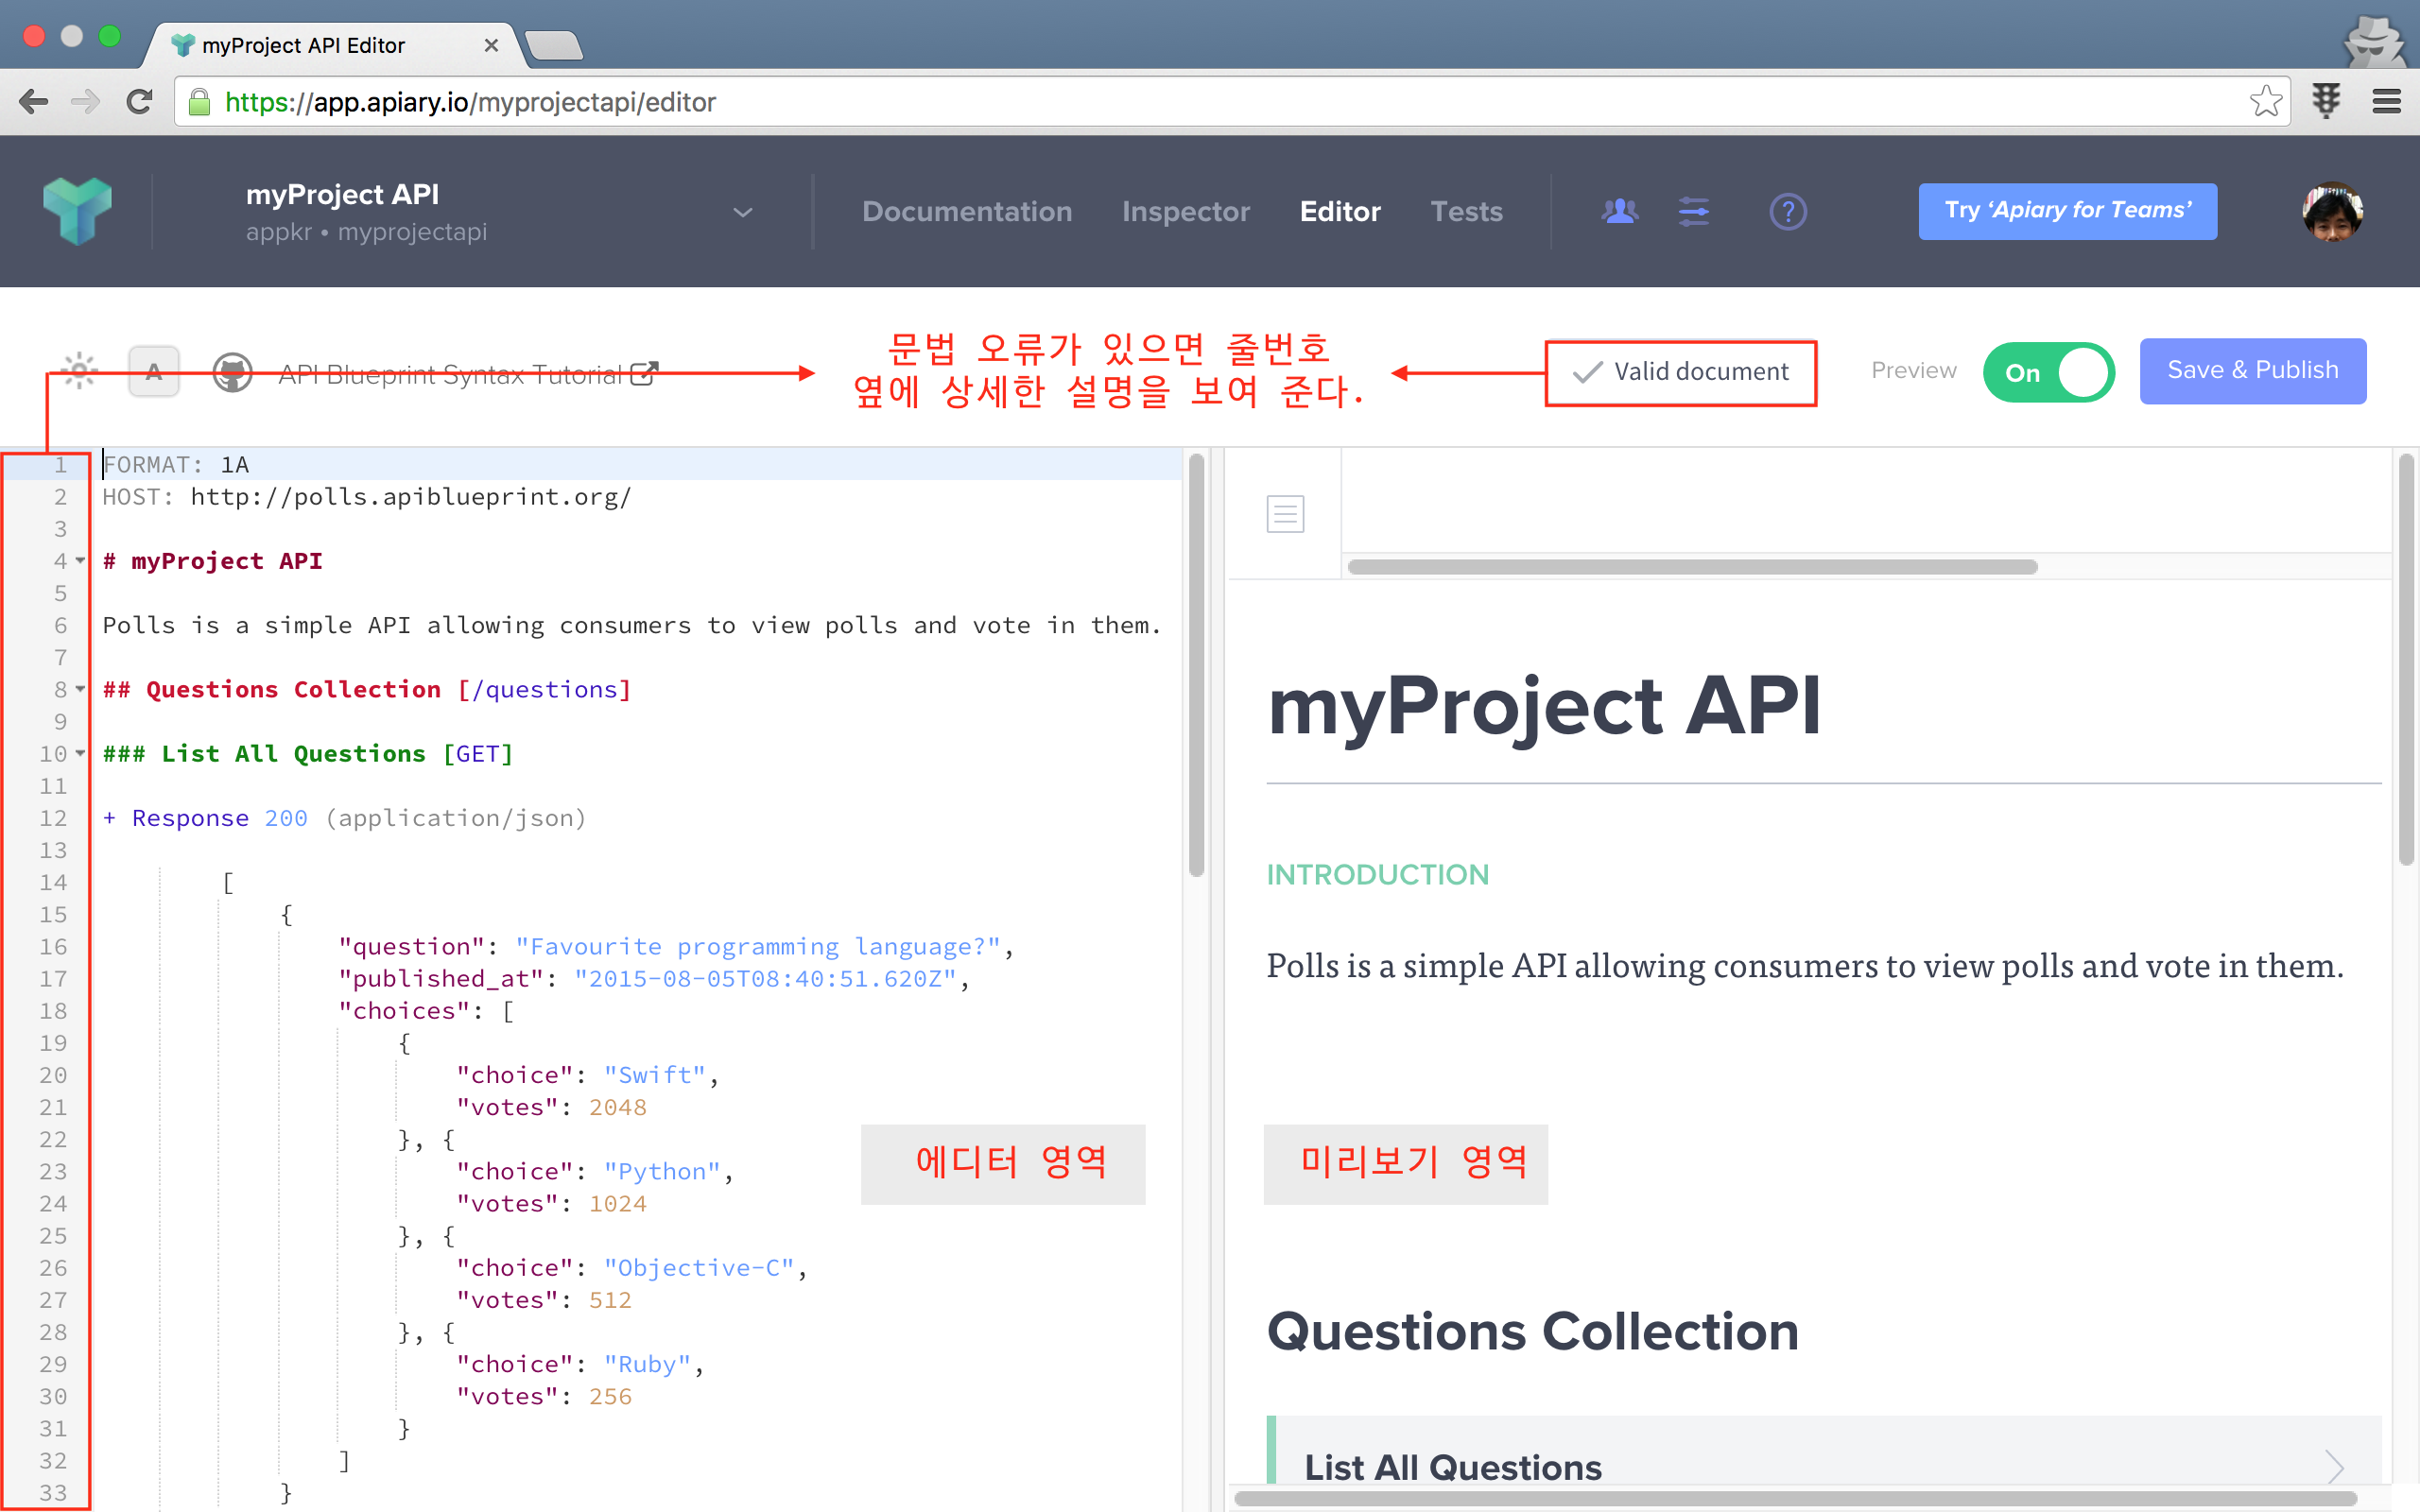 myProject API Editor
https://app.apiary.io/myprojectapi/editor
myProject API
appkr • myprojectapi
Documentation
Inspector
Editor
Tests
Try ‘Apiary for Teams’
A
API Blueprint Syntax Tutorial
문법 오류가 있으면 줄번호
옆에 상세한 설명을 보여 준다.
Valid document
Preview
On
Save & Publish
1 FORMAT: 1A
2 HOST: http://polls.apiblueprint.org/
3
4 # myProject API
5
6 Polls is a simple API allowing consumers to view polls and vote in them.
7
8 ## Questions Collection [/questions]
9
10 ### List All Questions [GET]
11
12 + Response 200 (application/json)
13
14 [
15 {
16 "question": "Favourite programming language?",
17 "published_at": "2015-08-05T08:40:51.620Z",
18 "choices": [
19 {
20 "choice": "Swift",
21 "votes": 2048
22 }, {
23 "choice": "Python",
24 "votes": 1024
25 }, {
26 "choice": "Objective-C",
27 "votes": 512
28 }, {
29 "choice": "Ruby",
30 "votes": 256
31 }
32 ]
33 }
에디터 영역
myProject API
INTRODUCTION
Polls is a simple API allowing consumers to view polls and vote in them.
미리보기 영역
Questions Collection
List All Questions